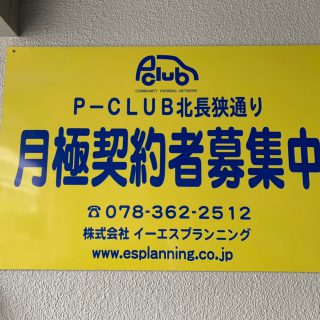 P club
COMMUNITY PARKING NETWORK
P-CLUB北長狭通り
月極契約者募集中
☎078-362-2512
株式会社 イーエスプランニング
www.esplanning.co.jp